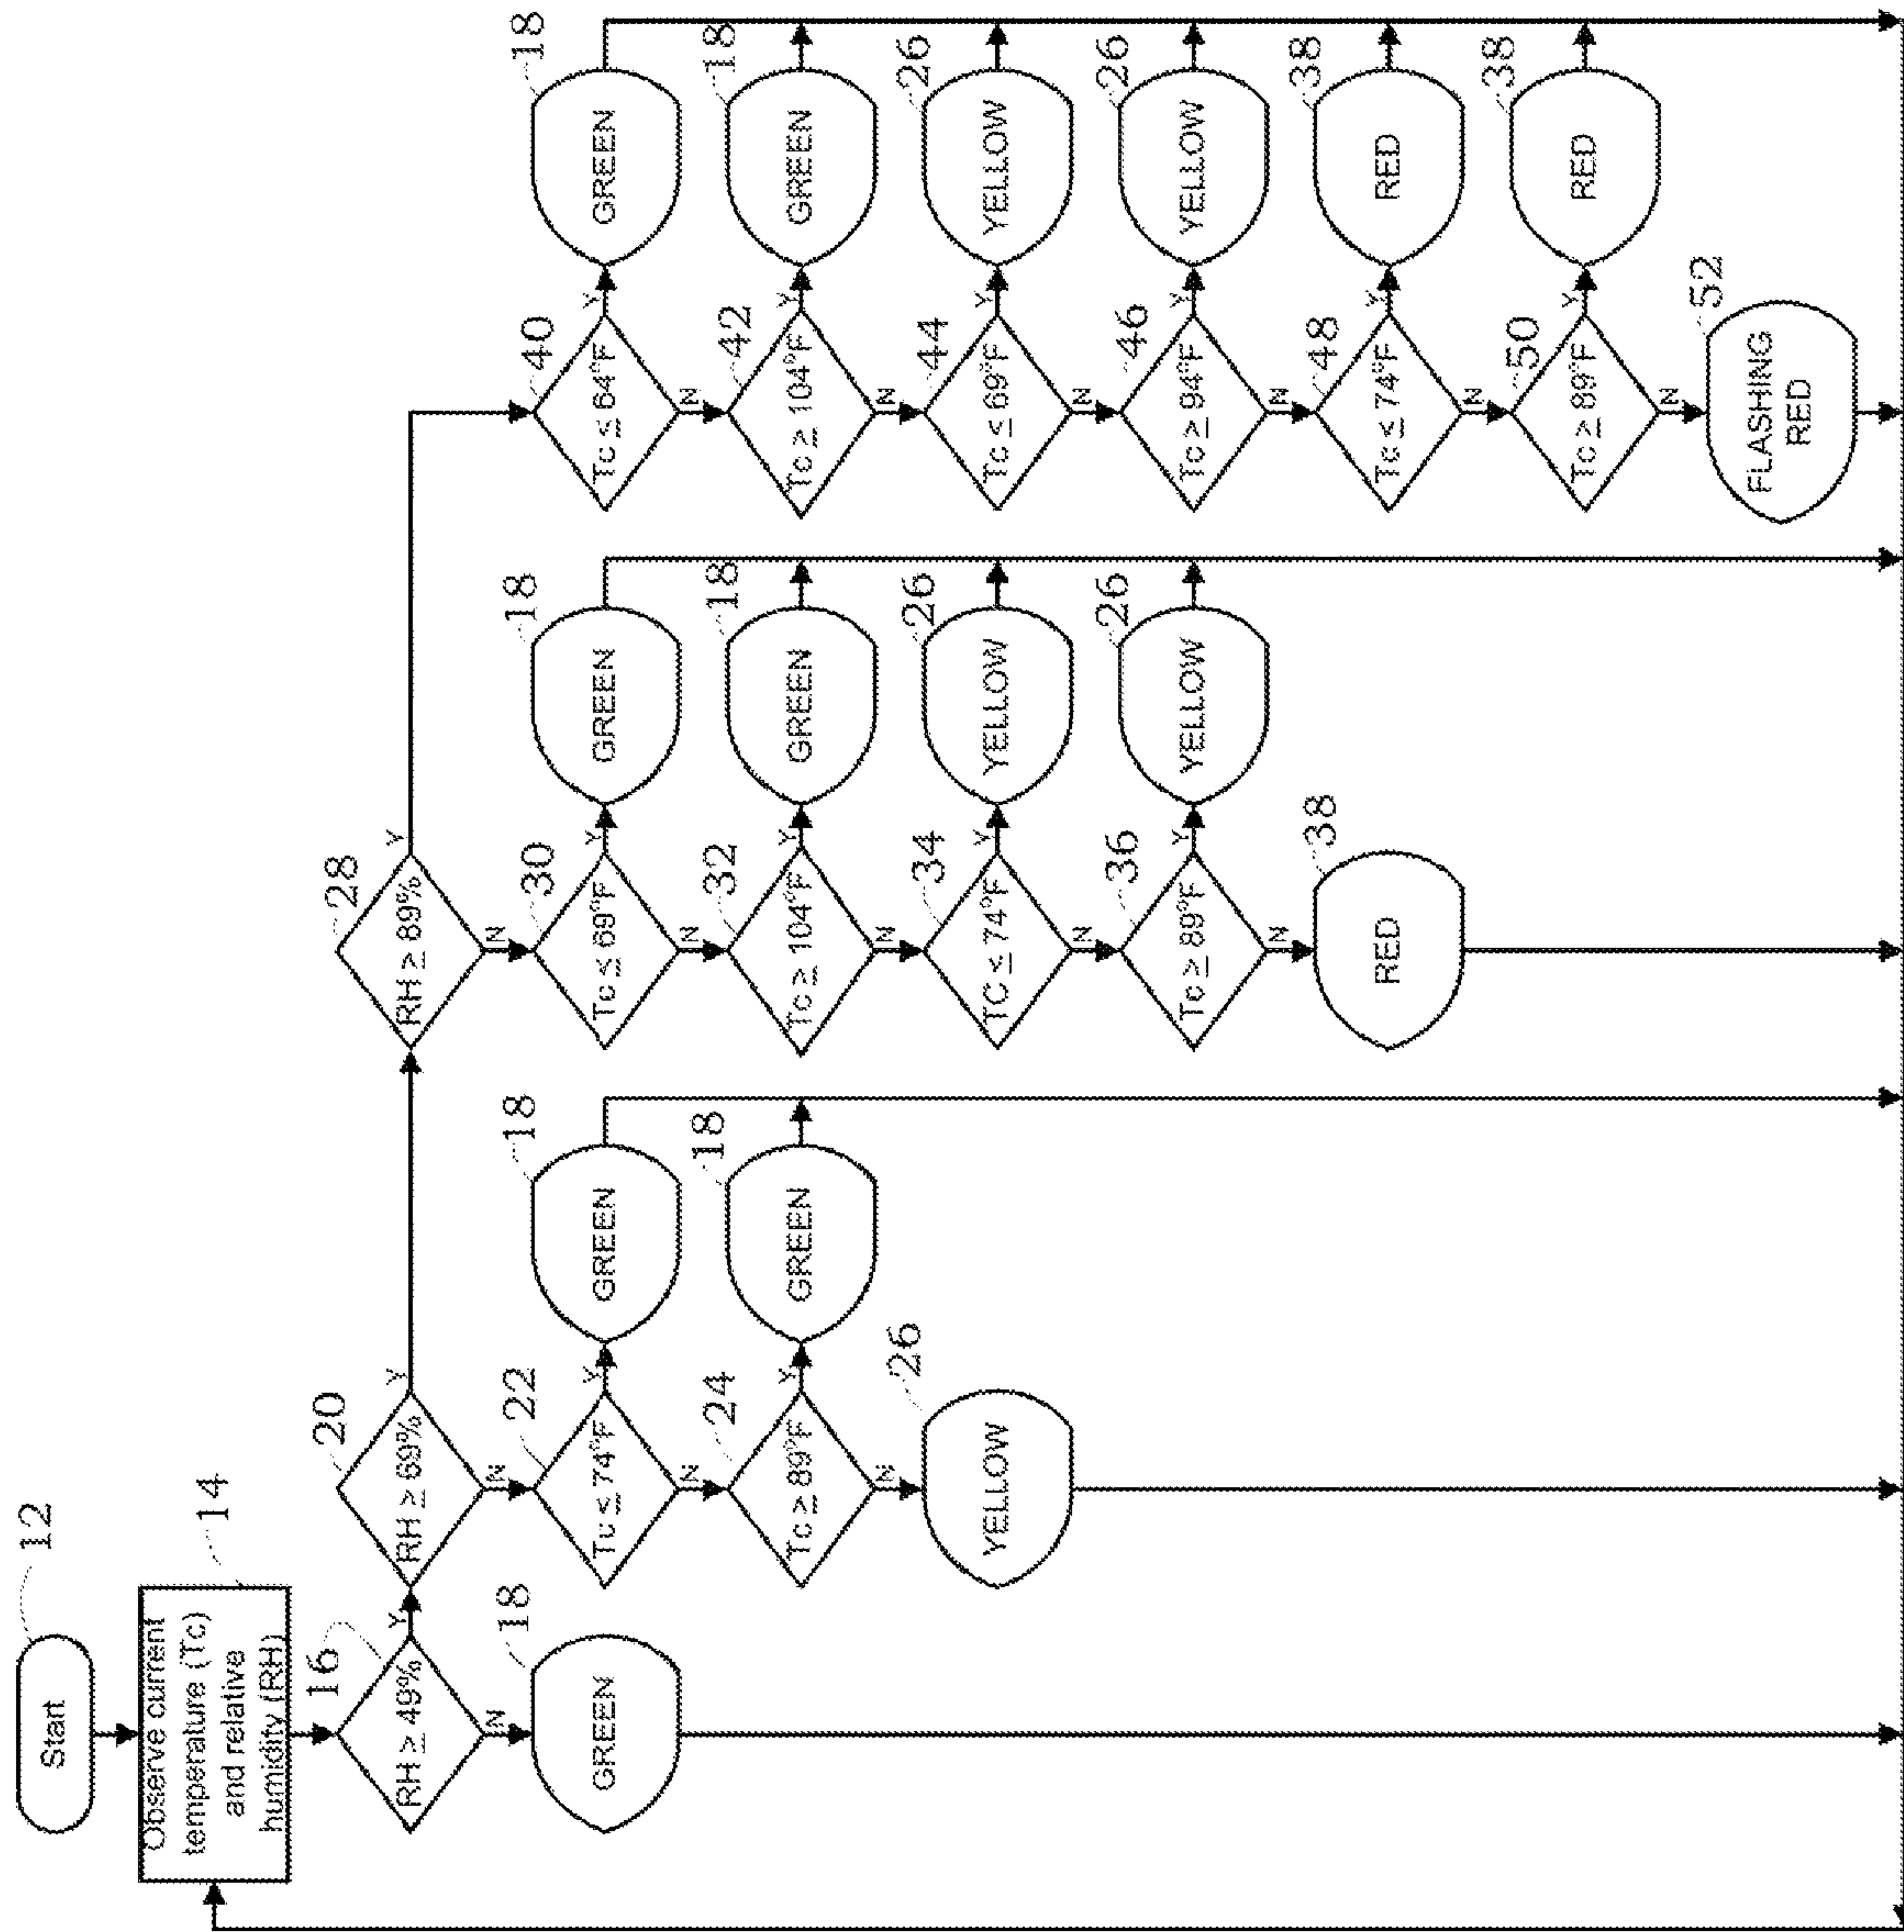 Start
12
Observe current
temperature (Tc)
and relative
humidity (RH)
14
RH ≥ 49%
16
Y
N
GREEN
18
RH ≥ 69%
20
Y
N
Tc ≤ 74°F
22
Y
N
GREEN
18
Tc ≥ 89°F
24
Y
N
GREEN
18
YELLOW
26
RH ≥ 89%
28
Y
N
Tc ≤ 69°F
30
Y
N
GREEN
18
Tc ≥ 104°F
32
Y
N
GREEN
18
TC ≤ 74°F
34
Y
N
YELLOW
26
Tc ≥ 89°F
36
Y
N
YELLOW
26
RED
38
Tc ≤ 64°F
40
Y
N
GREEN
18
Tc ≥ 104°F
42
Y
N
GREEN
18
Tc ≤ 69°F
44
Y
N
YELLOW
26
Tc ≥ 94°F
46
Y
N
YELLOW
26
Tc ≤ 74°F
48
Y
N
RED
38
Tc ≥ 89°F
50
Y
N
RED
38
FLASHING
RED
52